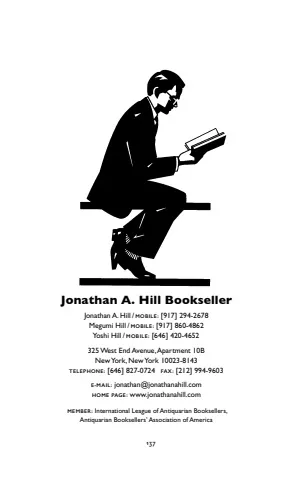 Jonathan A. Hill Bookseller
Jonathan A. Hill / MOBILE: [917] 294-2678
Megumi Hill / MOBILE: [917] 860-4862
Yoshi Hill / MOBILE: [646] 420-4652
325 West End Avenue, Apartment 10B
New York, New York 10023-8143
TELEPHONE: [646] 827-0724 FAX: [212] 994-9603
E-MAIL: jonathan@jonathanahill.com
HOME PAGE: www.jonathanahill.com
MEMBER: International League of Antiquarian Booksellers,
Antiquarian Booksellers' Association of America